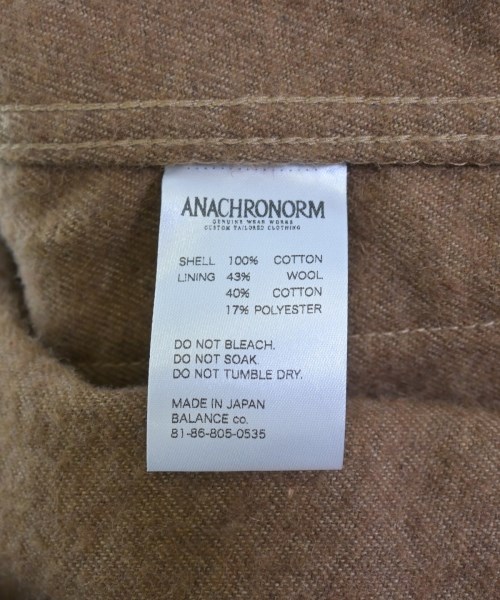 ANACHRONORM
GENUINE WEAR WORKS
CUSTOM TAILORED CLOTHING
SHELL 100% COTTON
LINING 43% WOOL
40% COTTON
17% POLYESTER
DO NOT BLEACH.
DO NOT SOAK.
DO NOT TUMBLE DRY.
MADE IN JAPAN
BALANCE co.
81-86-805-0535